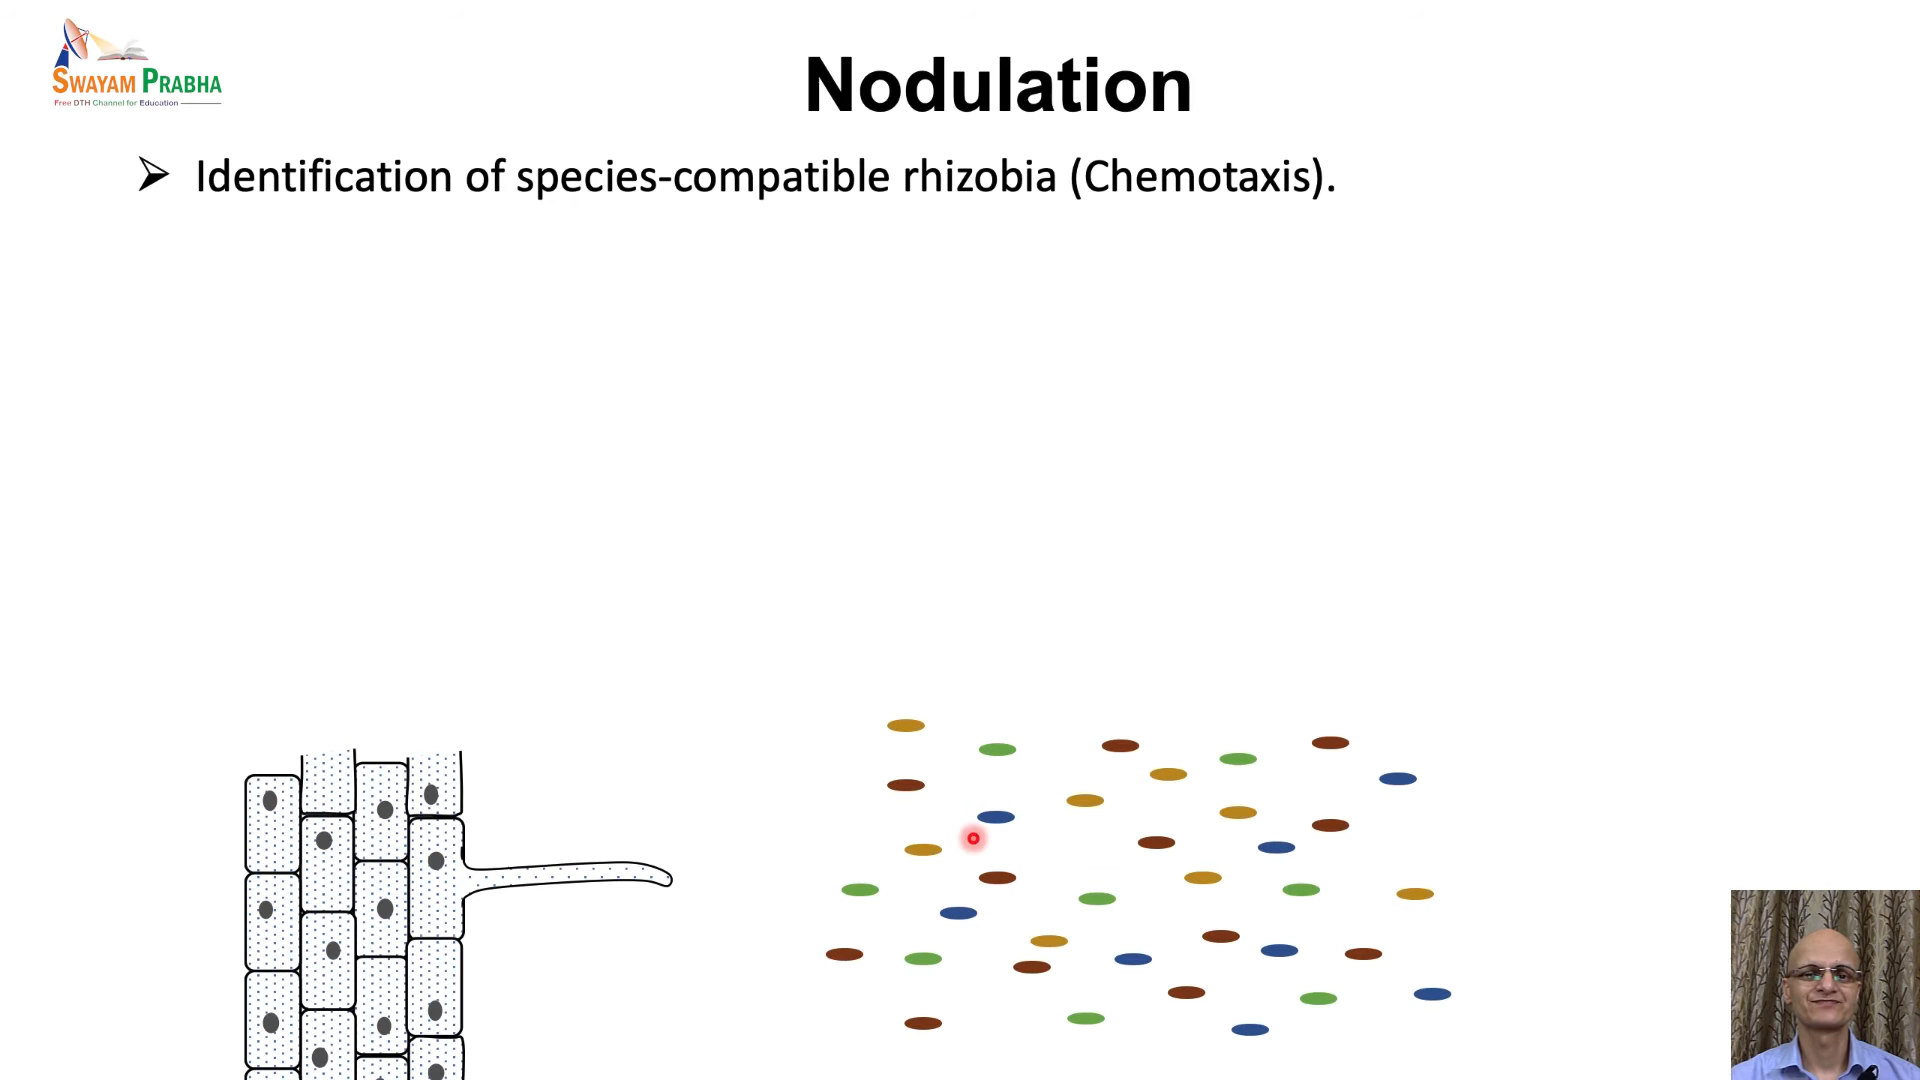 SWAYAM PRABHA
Free DTH Channel for Education
Nodulation
➢ Identification of species-compatible rhizobia (Chemotaxis).